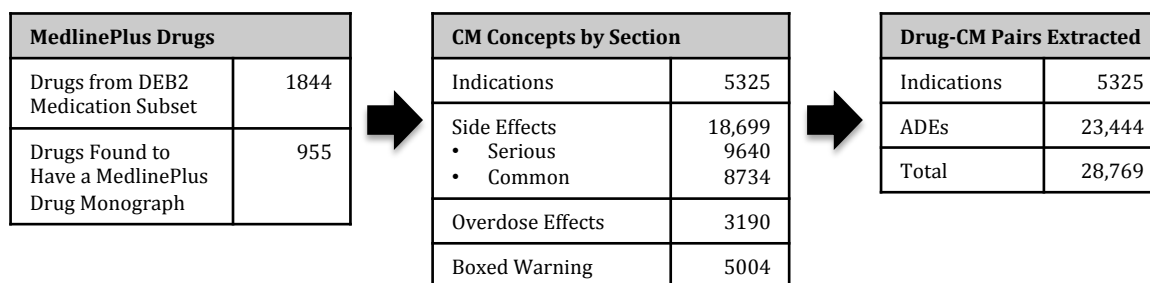 MedlinePlus Drugs
Drugs from DEB2 1844
Medication Subset
Drugs Found to 955
Have a MedlinePlus
Drug Monograph
CM Concepts by Section
Indications 5325
Side Effects 18,699
• Serious 9640
• Common 8734
Overdose Effects 3190
Boxed Warning 5004
Drug-CM Pairs Extracted
Indications 5325
ADEs 23,444
Total 28,769